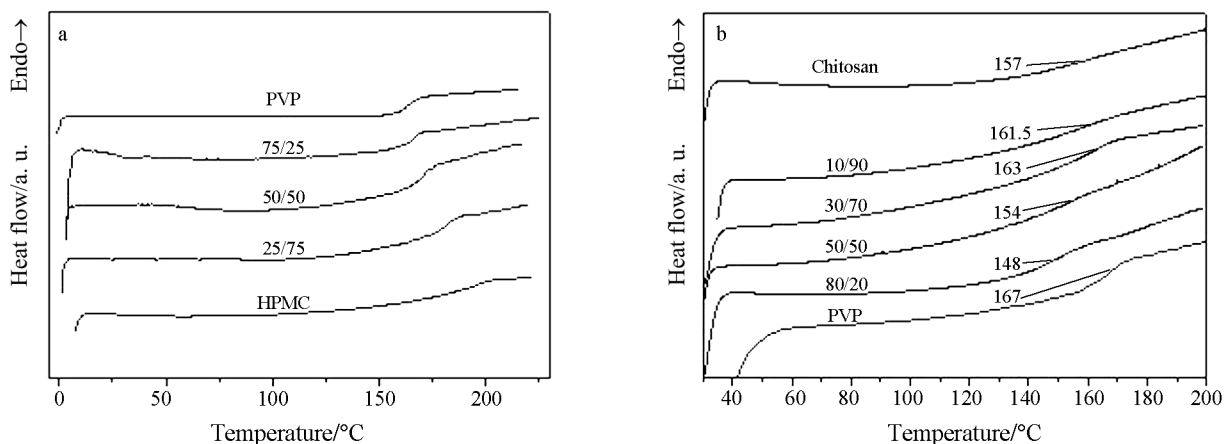 a
Endo→
Heat flow/a. u.
PVP
75/25
50/50
25/75
HPMC
0
50
100
150
200
Temperature/°C
b
Endo→
Heat flow/a. u.
Chitosan
157
161.5
10/90
163
30/70
154
50/50
148
80/20
167
PVP
40
60
80
100
120
140
160
180
200
Temperature/°C